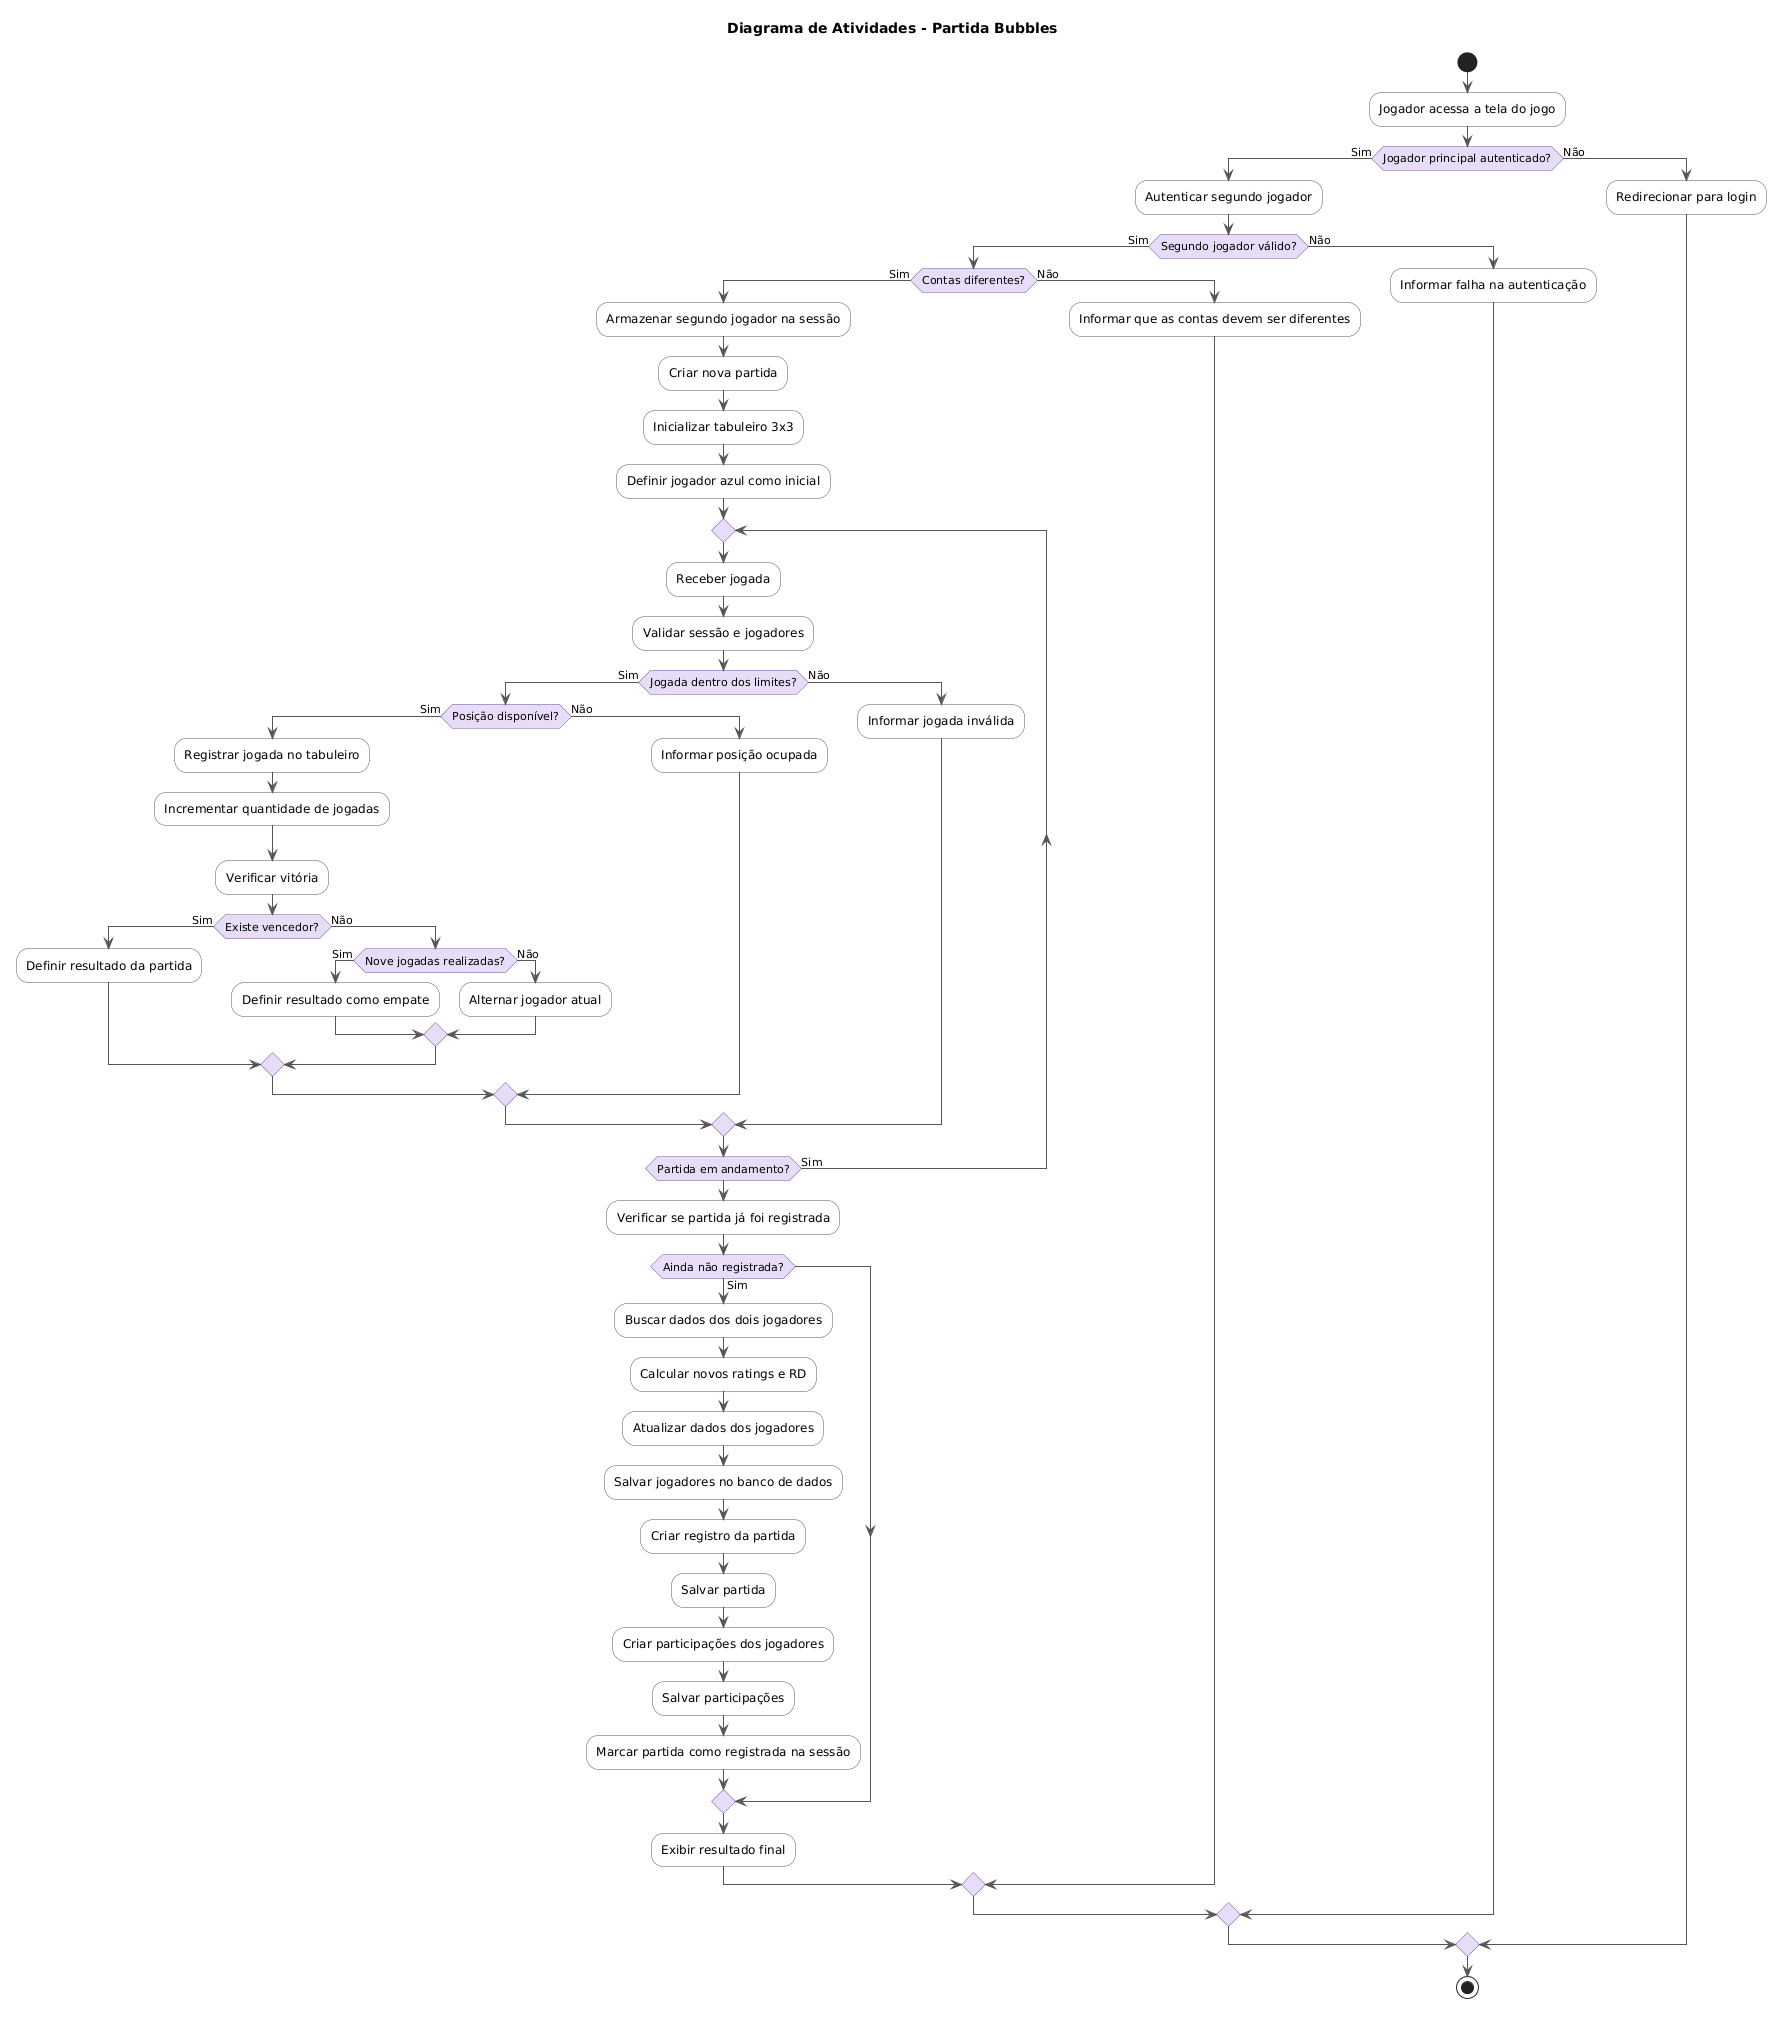 Diagrama de Atividades - Partida Bubbles
Jogador acessa a tela do jogo
Sim
Jogador principal autenticado?
Não
Autenticar segundo jogador
Redirecionar para login
Sim
Segundo jogador válido?
Não
Sim
Contas diferentes?
Não
Informar falha na autenticação
Armazenar segundo jogador na sessão
Informar que as contas devem ser diferentes
Criar nova partida
Inicializar tabuleiro 3x3
Definir jogador azul como inicial
Receber jogada
Validar sessão e jogadores
Sim
Jogada dentro dos limites?
Não
Sim
Posição disponível?
Não
Informar jogada inválida
Registrar jogada no tabuleiro
Informar posição ocupada
Incrementar quantidade de jogadas
Verificar vitória
Sim
Existe vencedor?
Não
Definir resultado da partida
Sim
Nove jogadas realizadas?
Não
Definir resultado como empate
Alternar jogador atual
Partida em andamento?
Sim
Verificar se partida já foi registrada
Ainda não registrada?
Sim
Buscar dados dos dois jogadores
Calcular novos ratings e RD
Atualizar dados dos jogadores
Salvar jogadores no banco de dados
Criar registro da partida
Salvar partida
Criar participações dos jogadores
Salvar participações
Marcar partida como registrada na sessão
Exibir resultado final